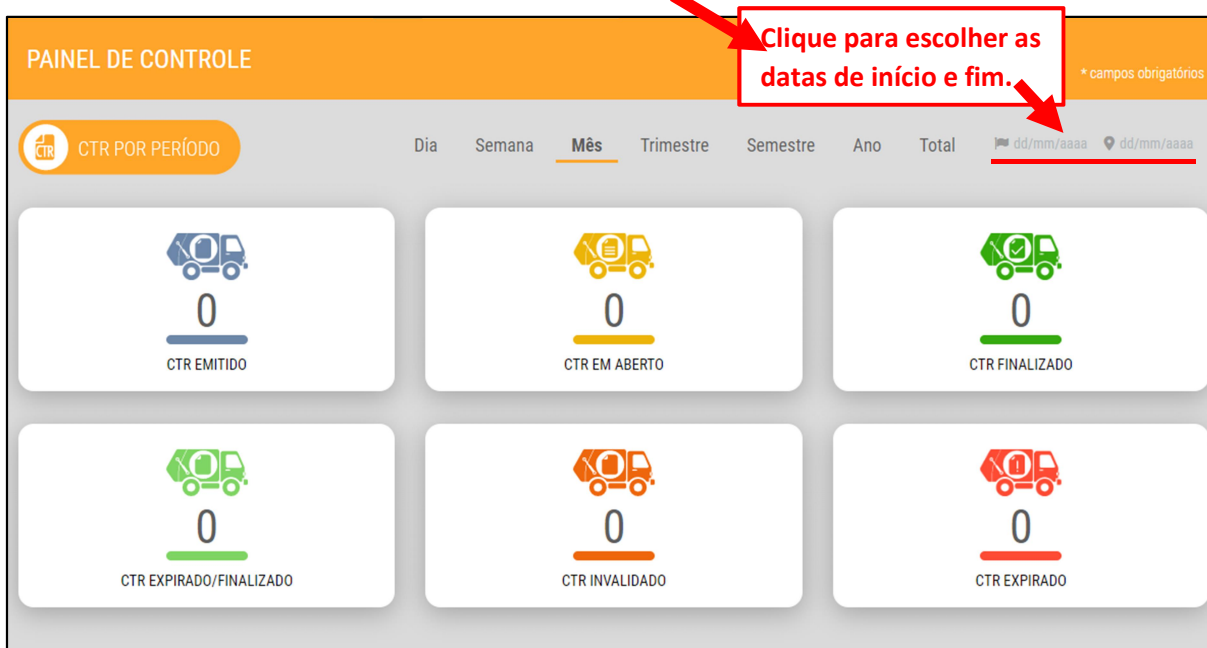 Clique para escolher as
datas de início e fim.
PAINEL DE CONTROLE
* campos obrigatórios
CTR
CTR POR PERÍODO
Dia Semana Mês Trimestre Semestre Ano Total dd/mm/aaaa dd/mm/aaaa
0
CTR EMITIDO
0
CTR EM ABERTO
0
CTR FINALIZADO
0
CTR EXPIRADO/FINALIZADO
0
CTR INVALIDADO
0
CTR EXPIRADO